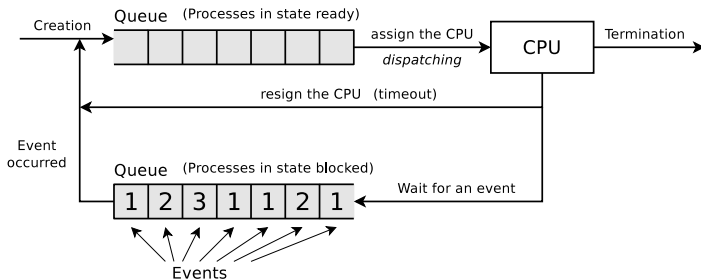 Queue (Processes in state ready)
Creation
assign the CPU
dispatching
CPU
Termination
resign the CPU (timeout)
Event
occurred
Queue (Processes in state blocked)
1 2 3 1 1 2 1
Wait for an event
Events